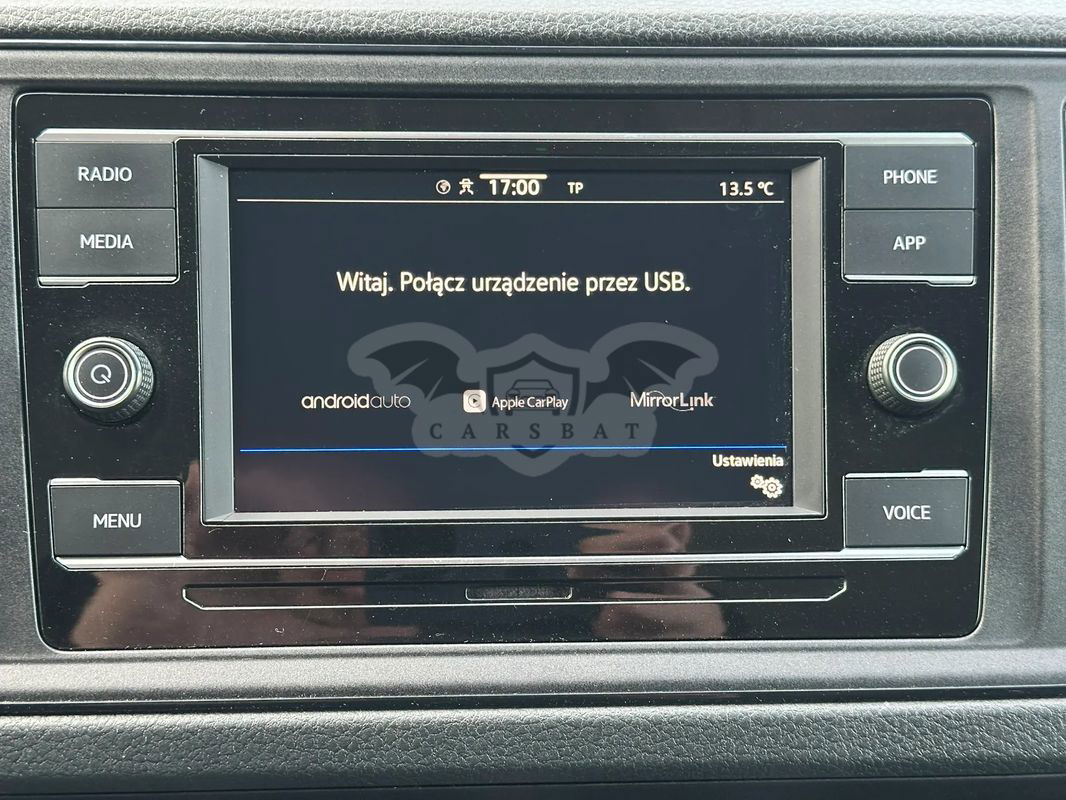 RADIO
PHONE
MEDIA
APP
17:00 TP 13.5 °C
Witaj. Połącz urządzenie przez USB.
androidauto Apple CarPlay MirrorLink
CARSBAT
Ustawienia
MENU
VOICE